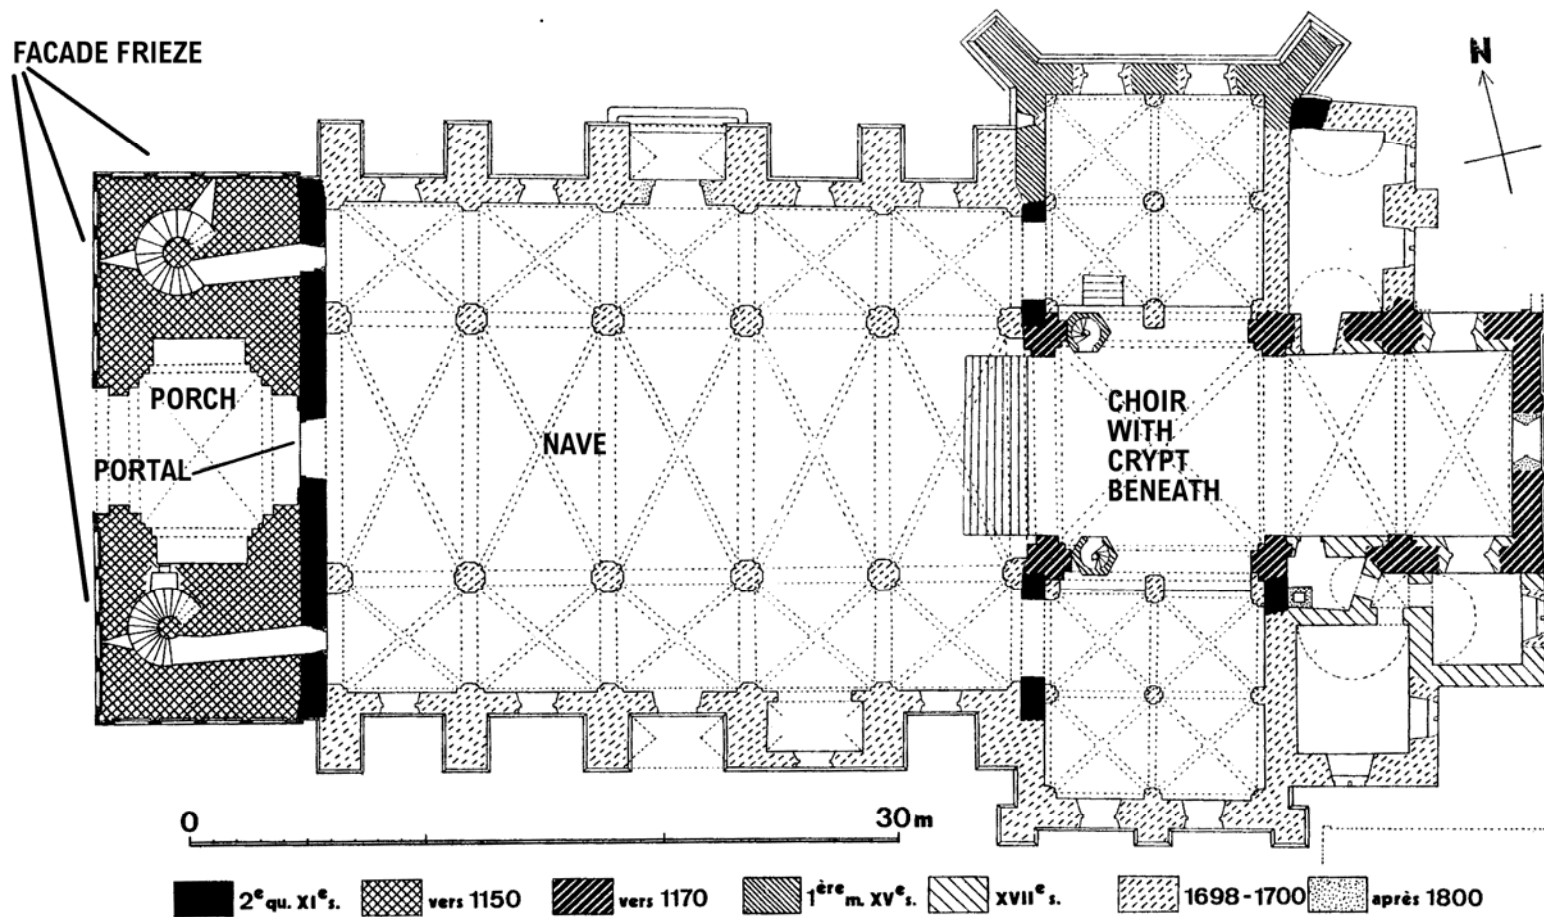 FACADE FRIEZE
N
PORCH
PORTAL
NAVE
CHOIR
WITH
CRYPT
BENEATH
0 30 m
2e qu. XIe s. vers 1150 vers 1170 1ère m. XVe s. XVIIe s. 1698-1700 après 1800